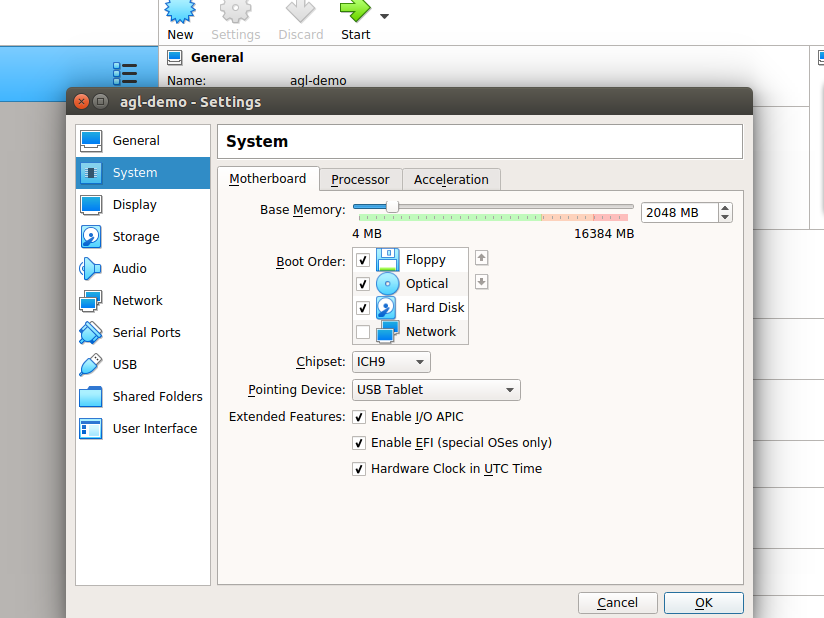 New Settings Discard Start
General
Name: agl-demo
agl-demo - Settings
General
System
Display
Storage
Audio
Network
Serial Ports
USB
Shared Folders
User Interface
System
Motherboard Processor Acceleration
Base Memory: 2048 MB
4 MB 16384 MB
Boot Order: Floppy
Optical
Hard Disk
Network
Chipset: ICH9
Pointing Device: USB Tablet
Extended Features: Enable I/O APIC
Enable EFI (special OSes only)
Hardware Clock in UTC Time
Cancel OK